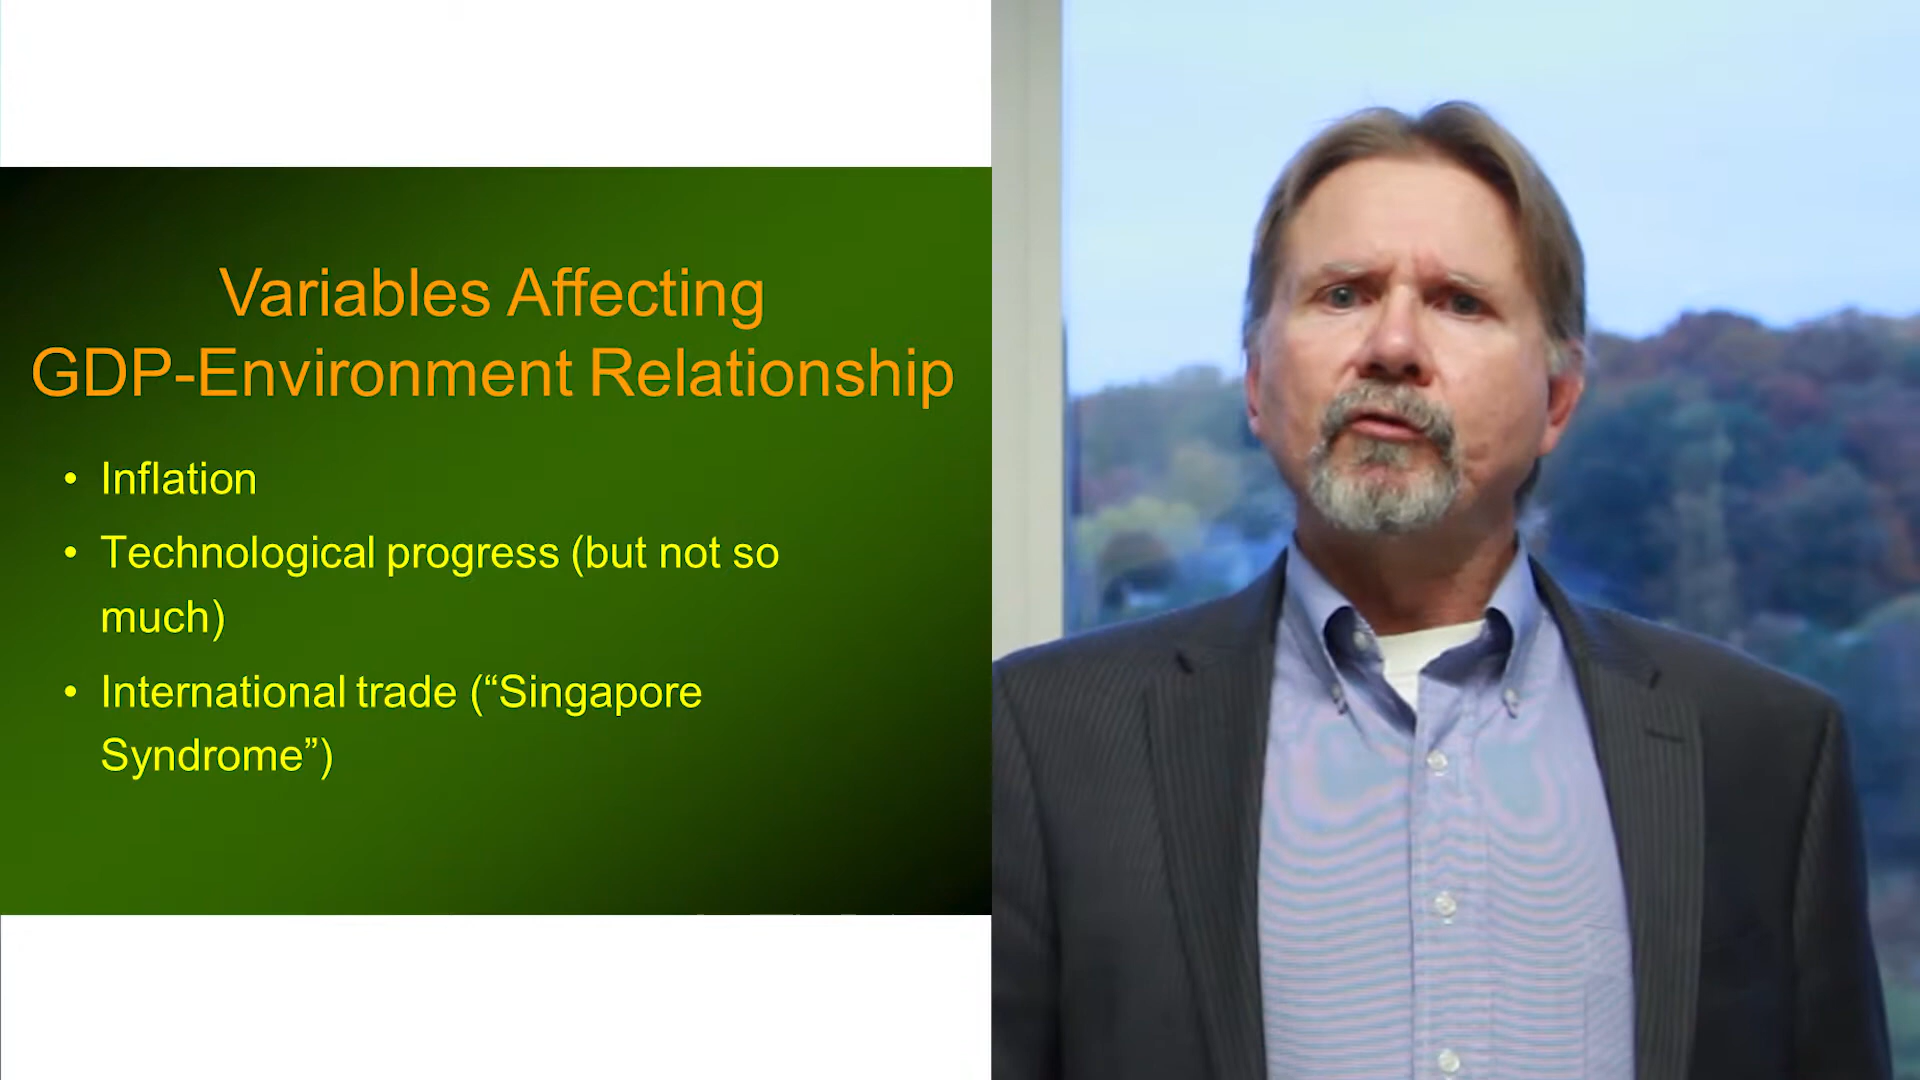 Variables Affecting
GDP-Environment Relationship
• Inflation
• Technological progress (but not so
much)
• International trade (“Singapore
Syndrome”)